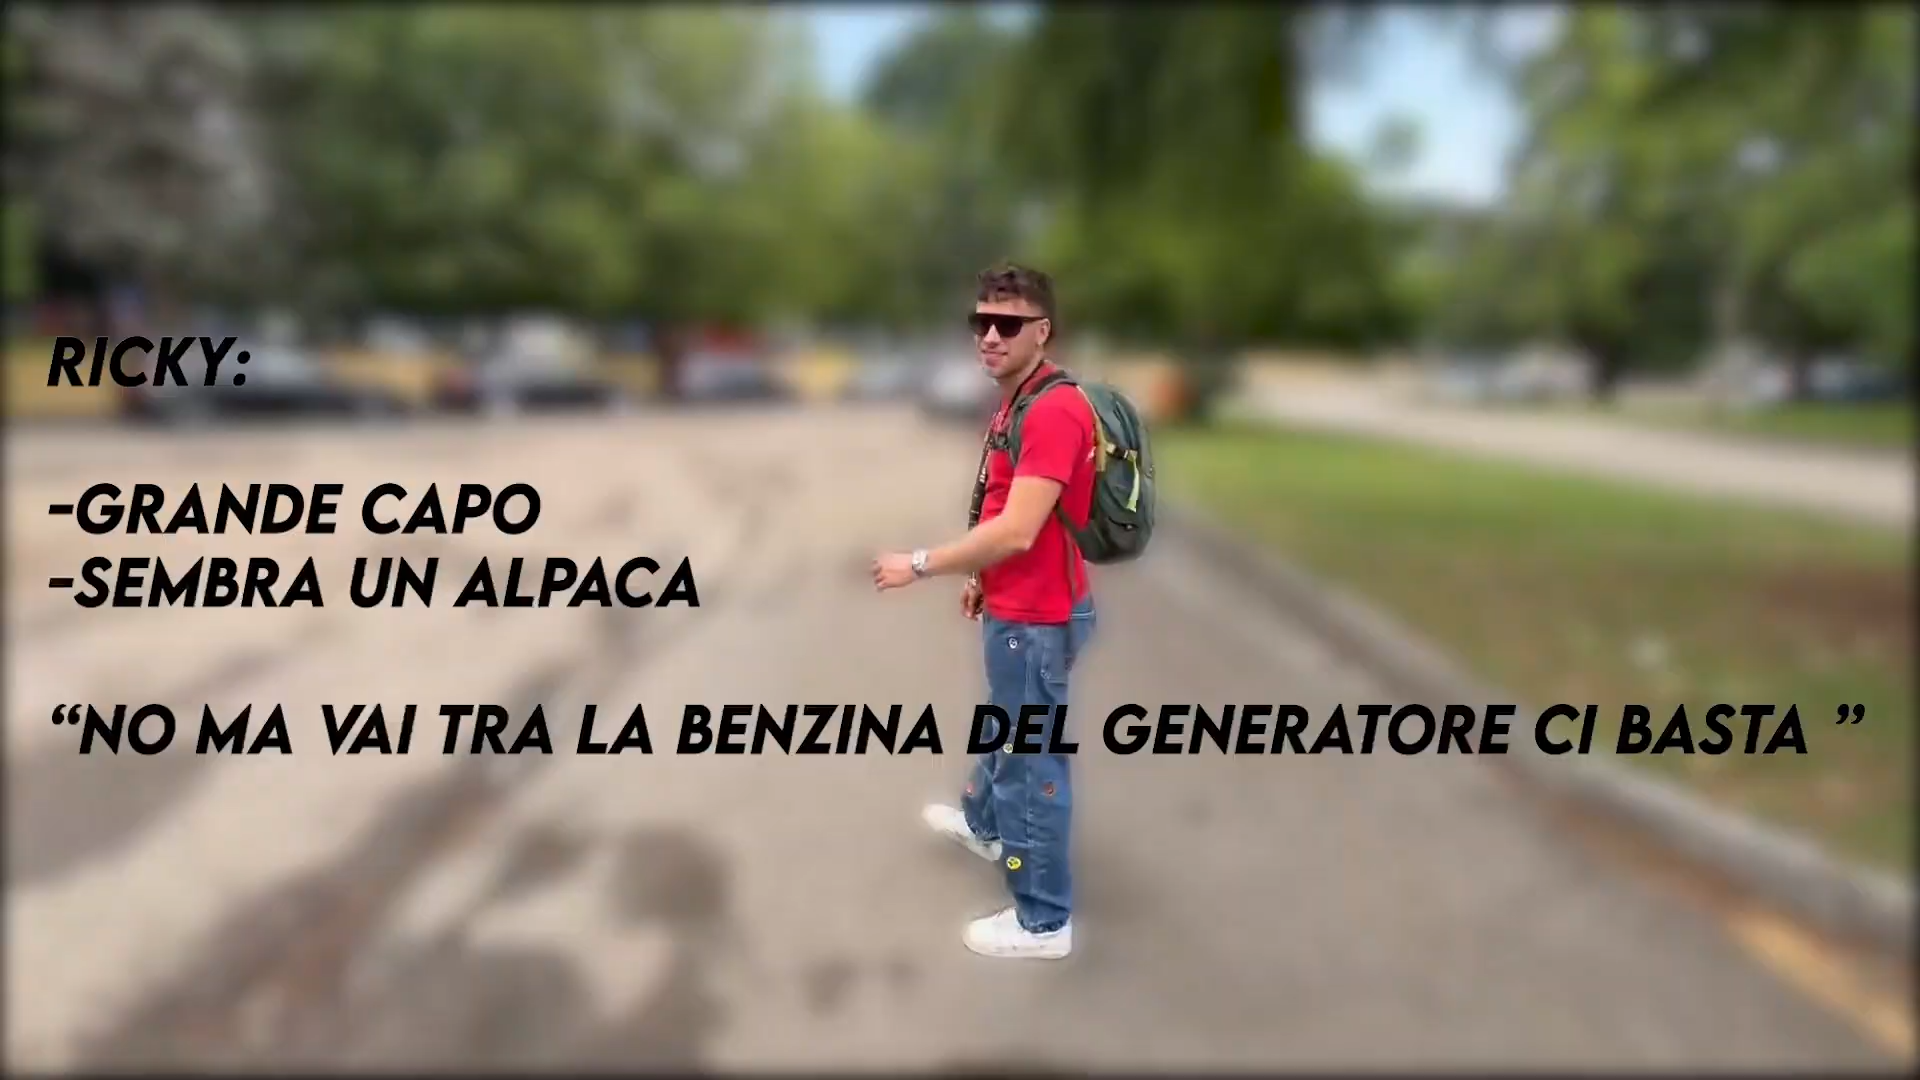 RICKY:
-GRANDE CAPO
-SEMBRA UN ALPACA
“NO MA VAI TRA LA BENZINA DEL GENERATORE CI BASTA ”